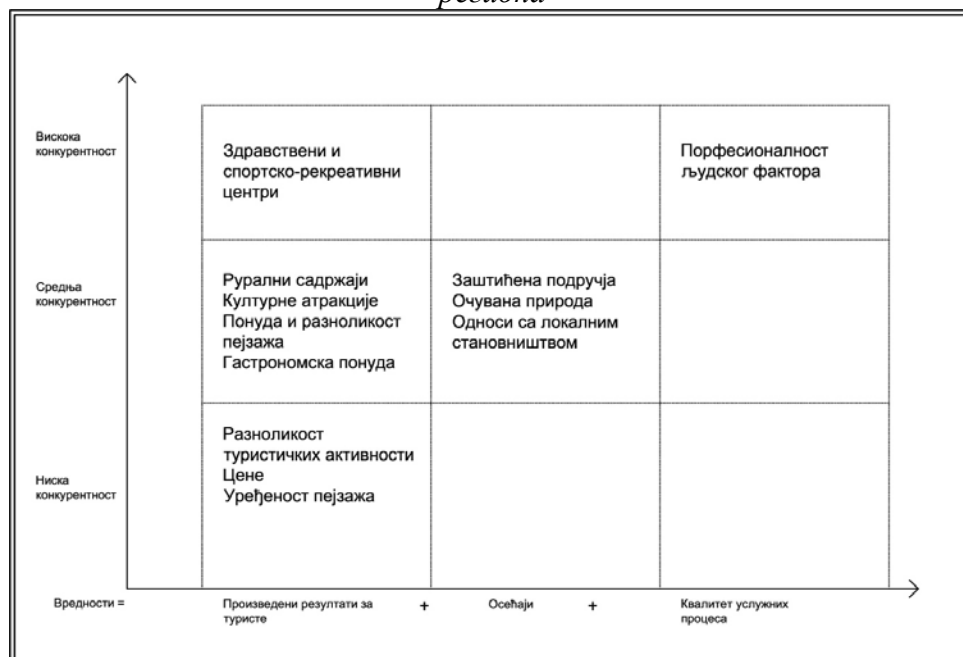 региона
Висока
конкурентност
Здравствени и
спортско-рекреативни
центри
Порфесионалност
људског фактора
Средња
конкурентност
Рурални садржаји
Културне атракције
Понуда и разноликост
пејзажа
Гастрономска понуда
Заштићена подручја
Очувана природа
Односи са локалним
становништвом
Ниска
конкурентност
Разноликост
туристичких активности
Цене
Уређеност пејзажа
Вредности =
Произведени резултати за
туристе
+
Осећаји
+
Квалитет услужних
процеса